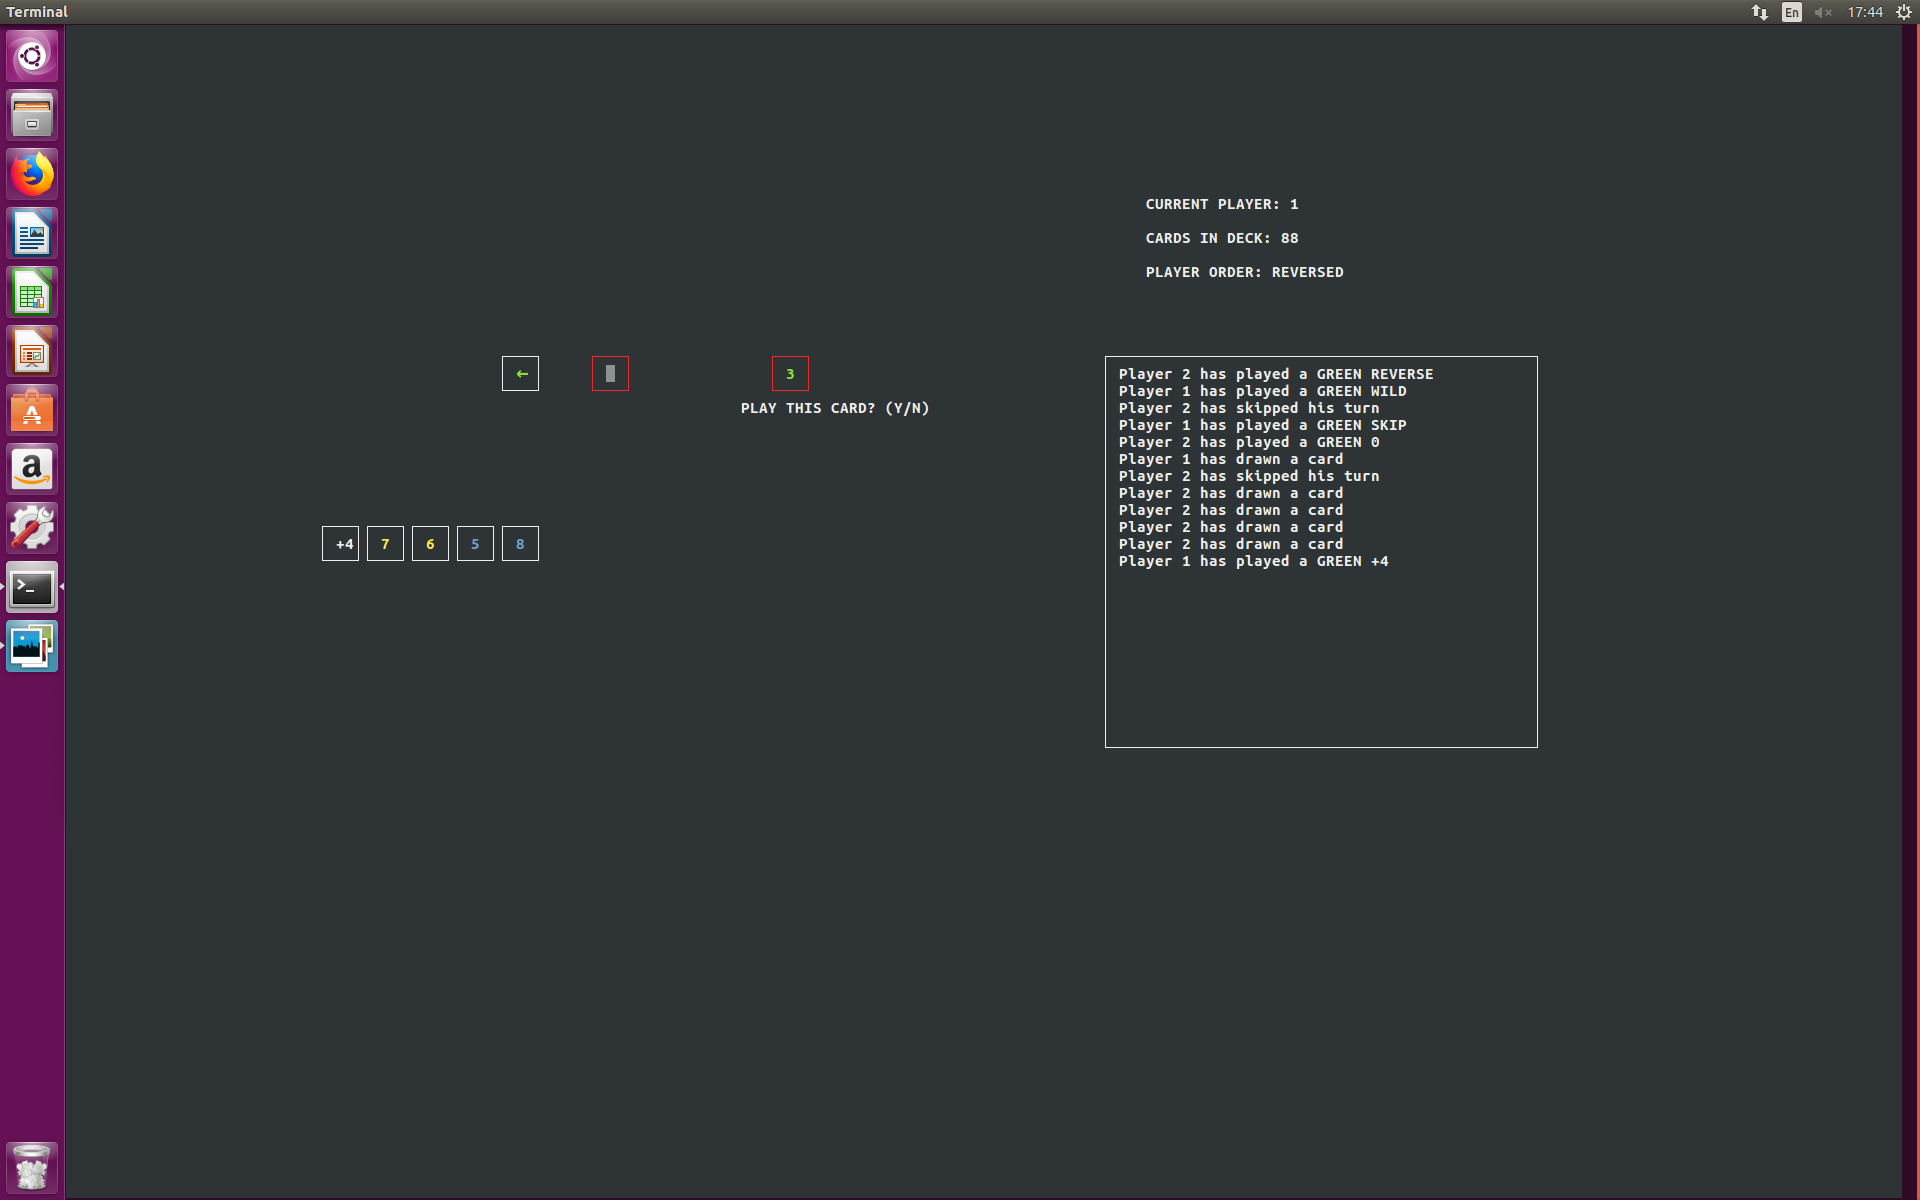 Terminal
En
17:44
CURRENT PLAYER: 1
CARDS IN DECK: 88
PLAYER ORDER: REVERSED
← 3
PLAY THIS CARD? (Y/N)
+4 7 6 5 8
Player 2 has played a GREEN REVERSE
Player 1 has played a GREEN WILD
Player 2 has skipped his turn
Player 1 has played a GREEN SKIP
Player 2 has played a GREEN 0
Player 1 has drawn a card
Player 2 has skipped his turn
Player 2 has drawn a card
Player 2 has drawn a card
Player 2 has drawn a card
Player 2 has drawn a card
Player 1 has played a GREEN +4